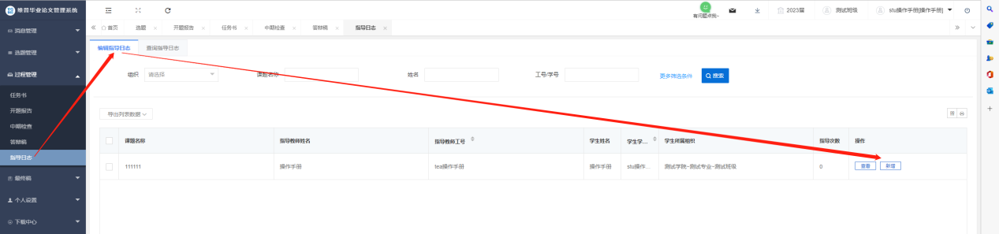 维普毕业论文管理系统
有问题点我~
2023届
测试班级
stu操作手册[操作手册]
消息管理
选题管理
过程管理
任务书
开题报告
中期检查
答辩稿
指导日志
最终稿
个人设置
下载中心
首页
选题
开题报告
任务书
中期检查
答辩稿
指导日志
编辑指导日志
查阅指导日志
组织
请选择
课题名称
姓名
工号/学号
更多筛选条件
搜索
导出列表数据
课题名称 指导教师姓名 指导教师工号 学生姓名 学生学... 学生所属组织 指导次数 操作
111111 操作手册 tea操作手册 操作手册 stu操作... 测试学院-测试专业-测试班级 0 查看 新增